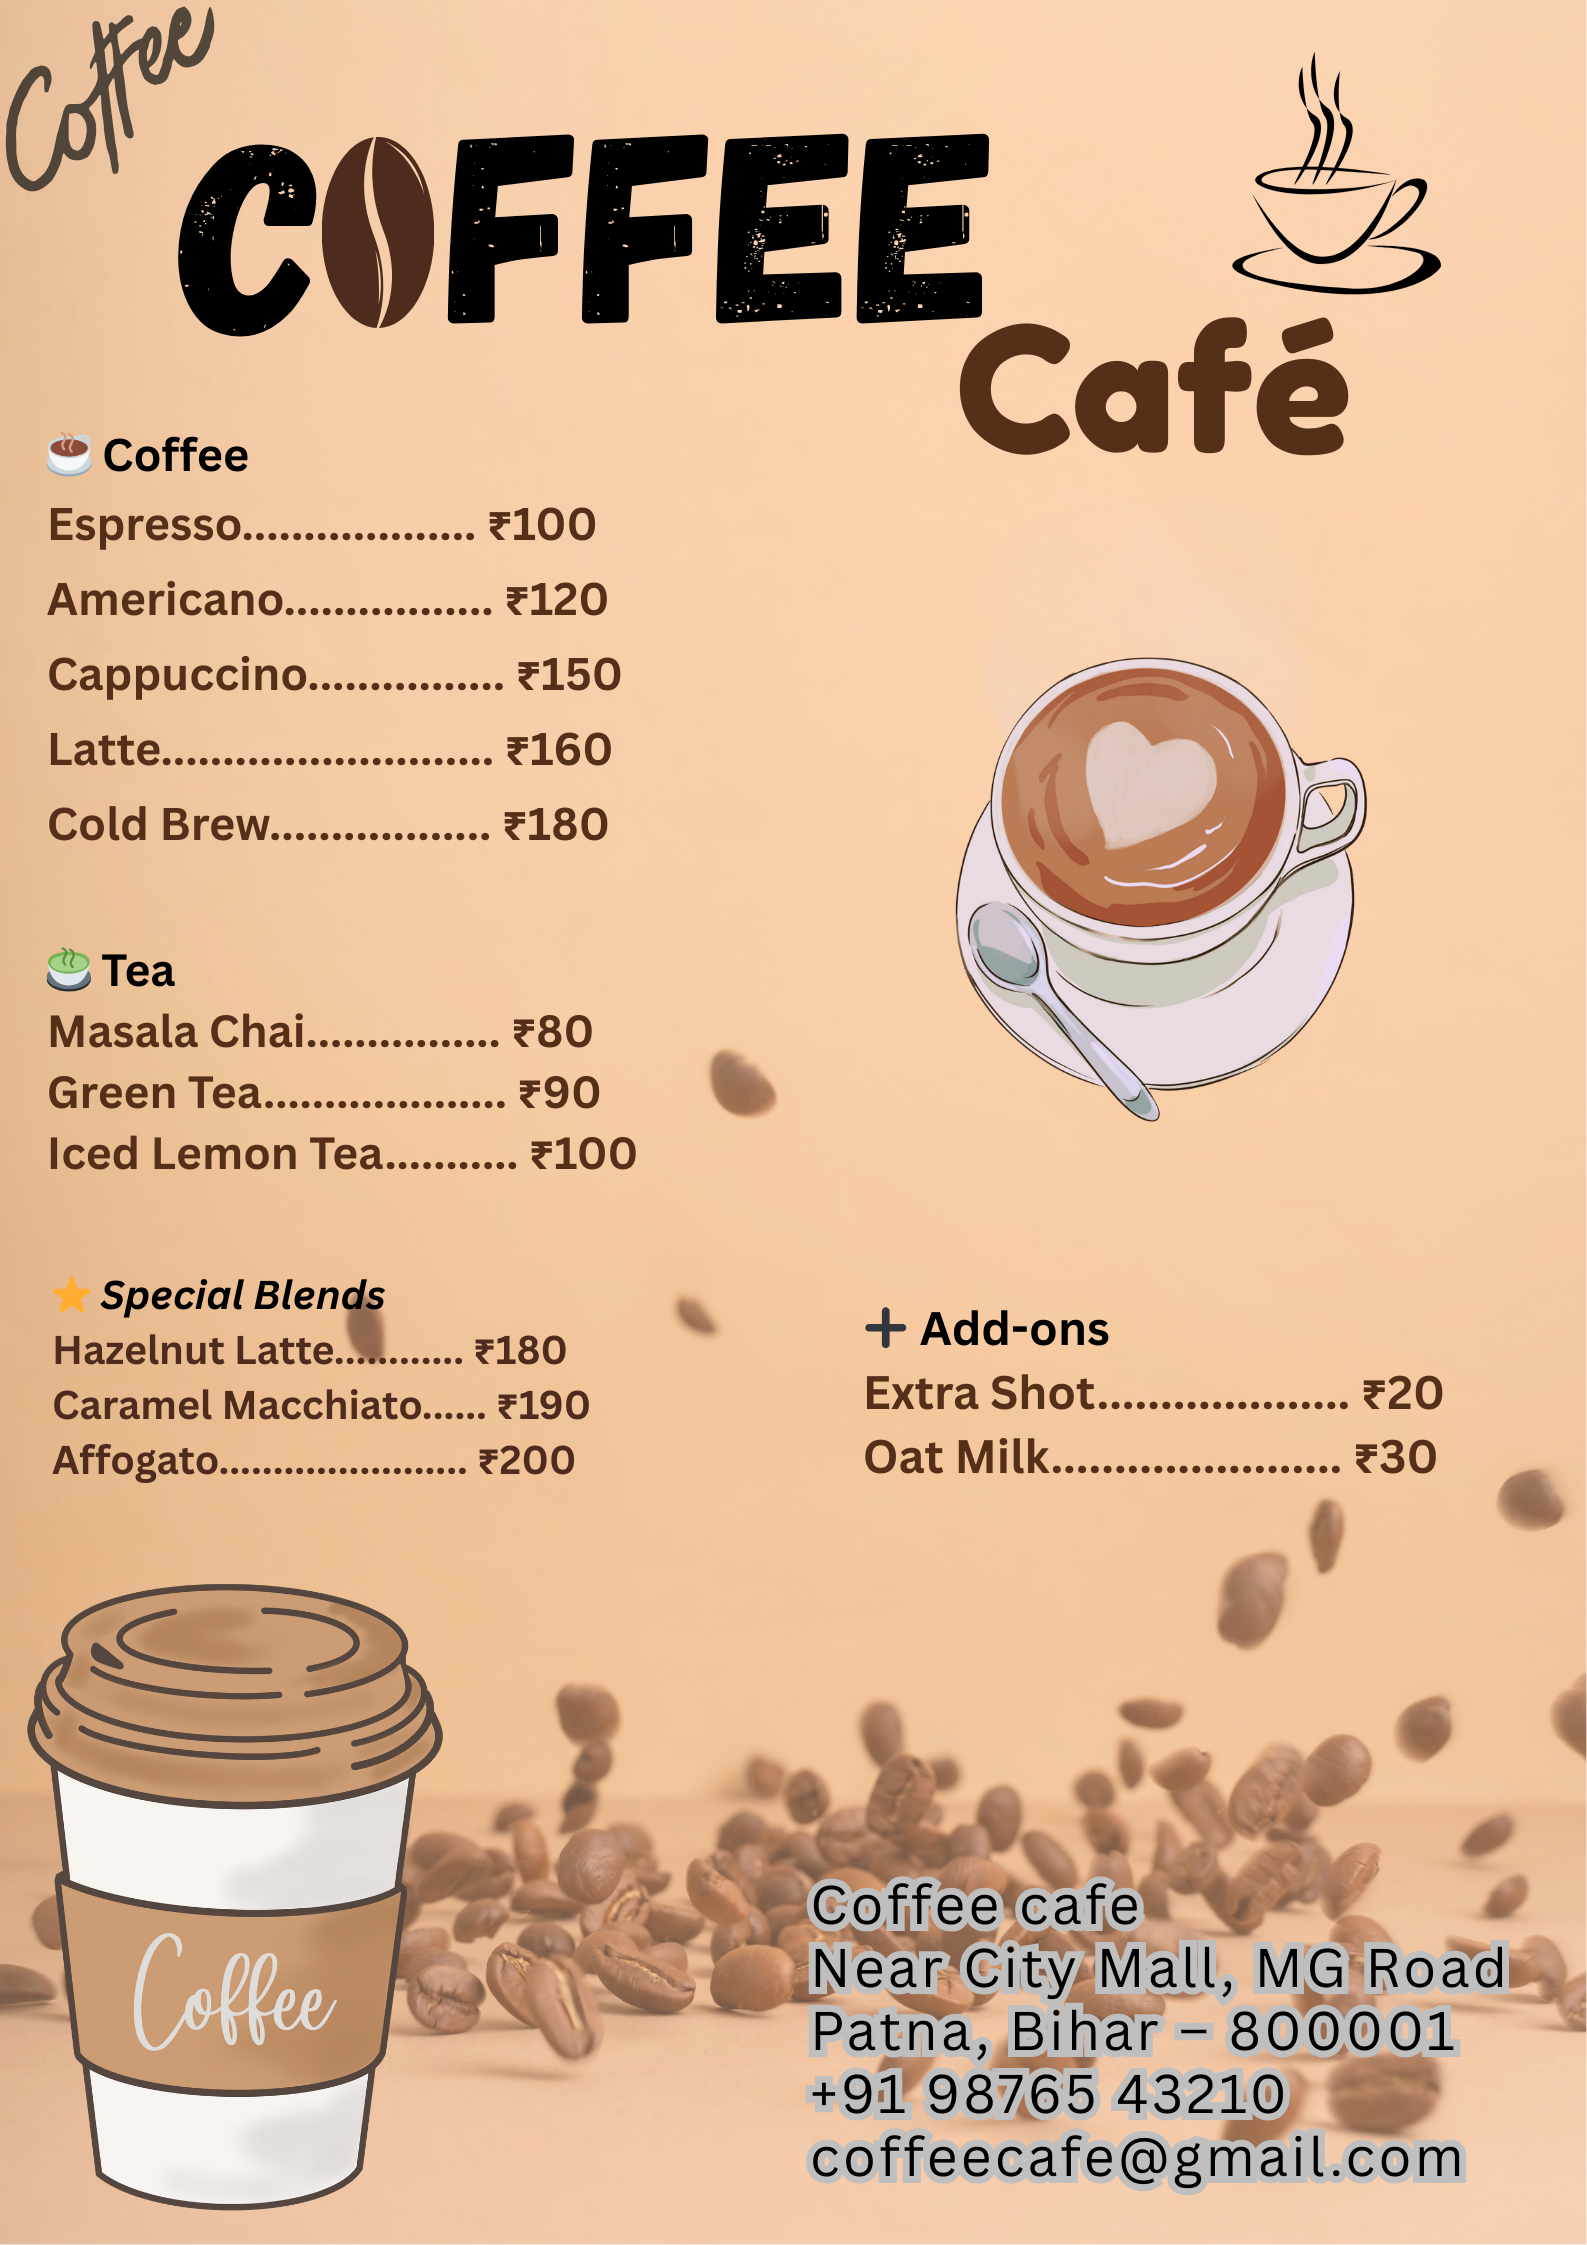 Coffee
COFFEE
Café
☕ Coffee
Espresso................... ₹100
Americano................. ₹120
Cappuccino................ ₹150
Latte........................... ₹160
Cold Brew.................. ₹180
🍵 Tea
Masala Chai................ ₹80
Green Tea.................... ₹90
Iced Lemon Tea........... ₹100
⭐ Special Blends
Hazelnut Latte............ ₹180
Caramel Macchiato...... ₹190
Affogato....................... ₹200
➕ Add-ons
Extra Shot.................... ₹20
Oat Milk....................... ₹30
Coffee
Coffee cafe
Near City Mall, MG Road
Patna, Bihar – 800001
+91 98765 43210
coffeecafe@gmail.com